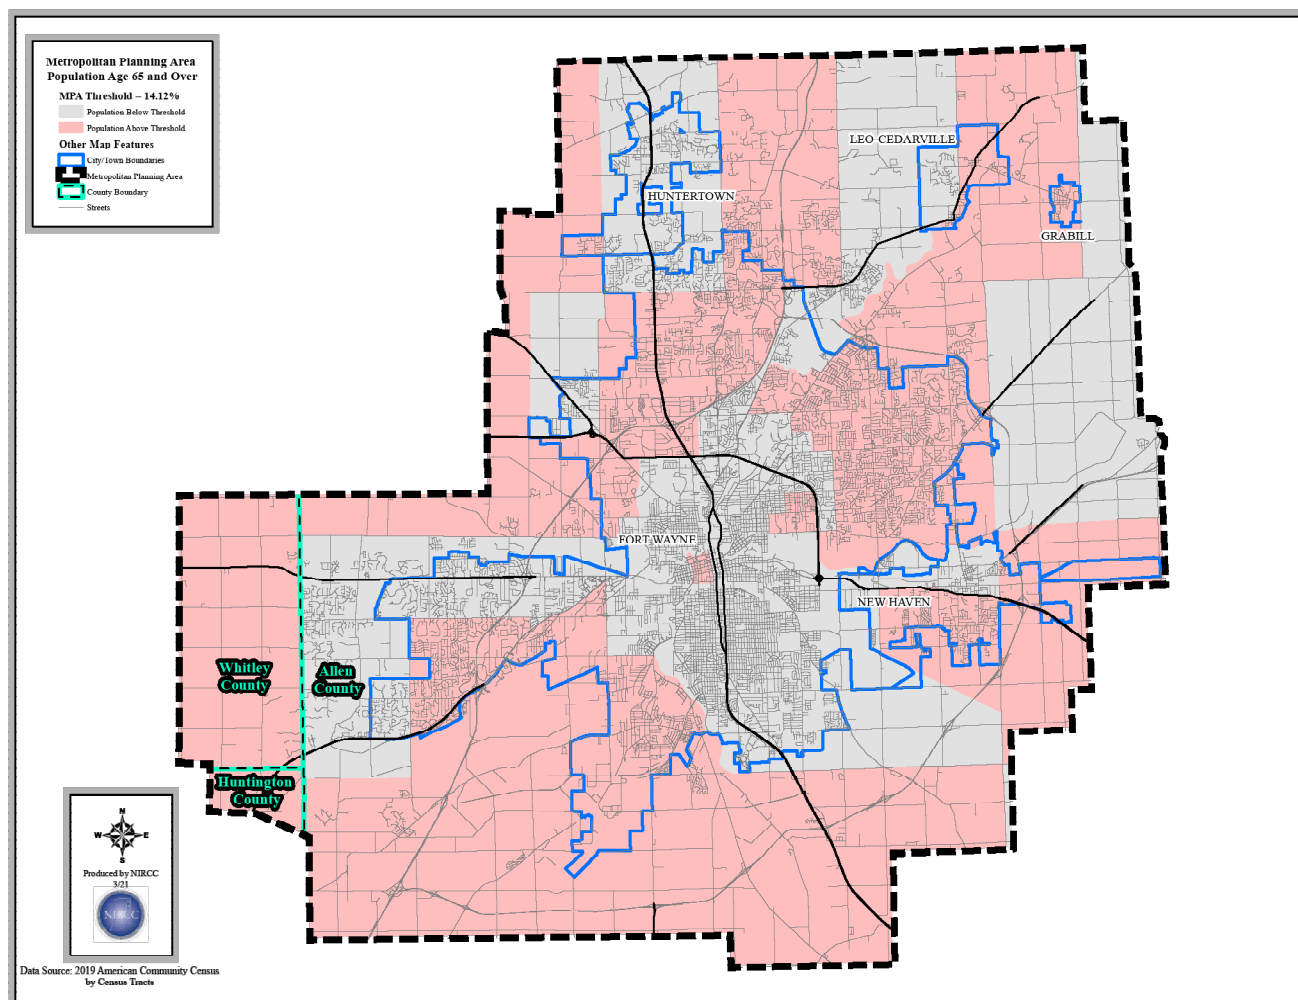 Metropolitan Planning Area
Population Age 65 and Over
MPA Threshold – 14.12%
Population Below Threshold
Population Above Threshold
Other Map Features
City/Town Boundaries
Metropolitan Planning Area
County Boundary
Streets
LEO CEDARVILLE
HUNTERTOWN
GRABILL
FORT WAYNE
NEW HAVEN
Whitley
County
Allen
County
Huntington
County
N
W
E
S
Produced by NIRCC
3/21
NIRCC
Data Source: 2019 American Community Census
by Census Tracts